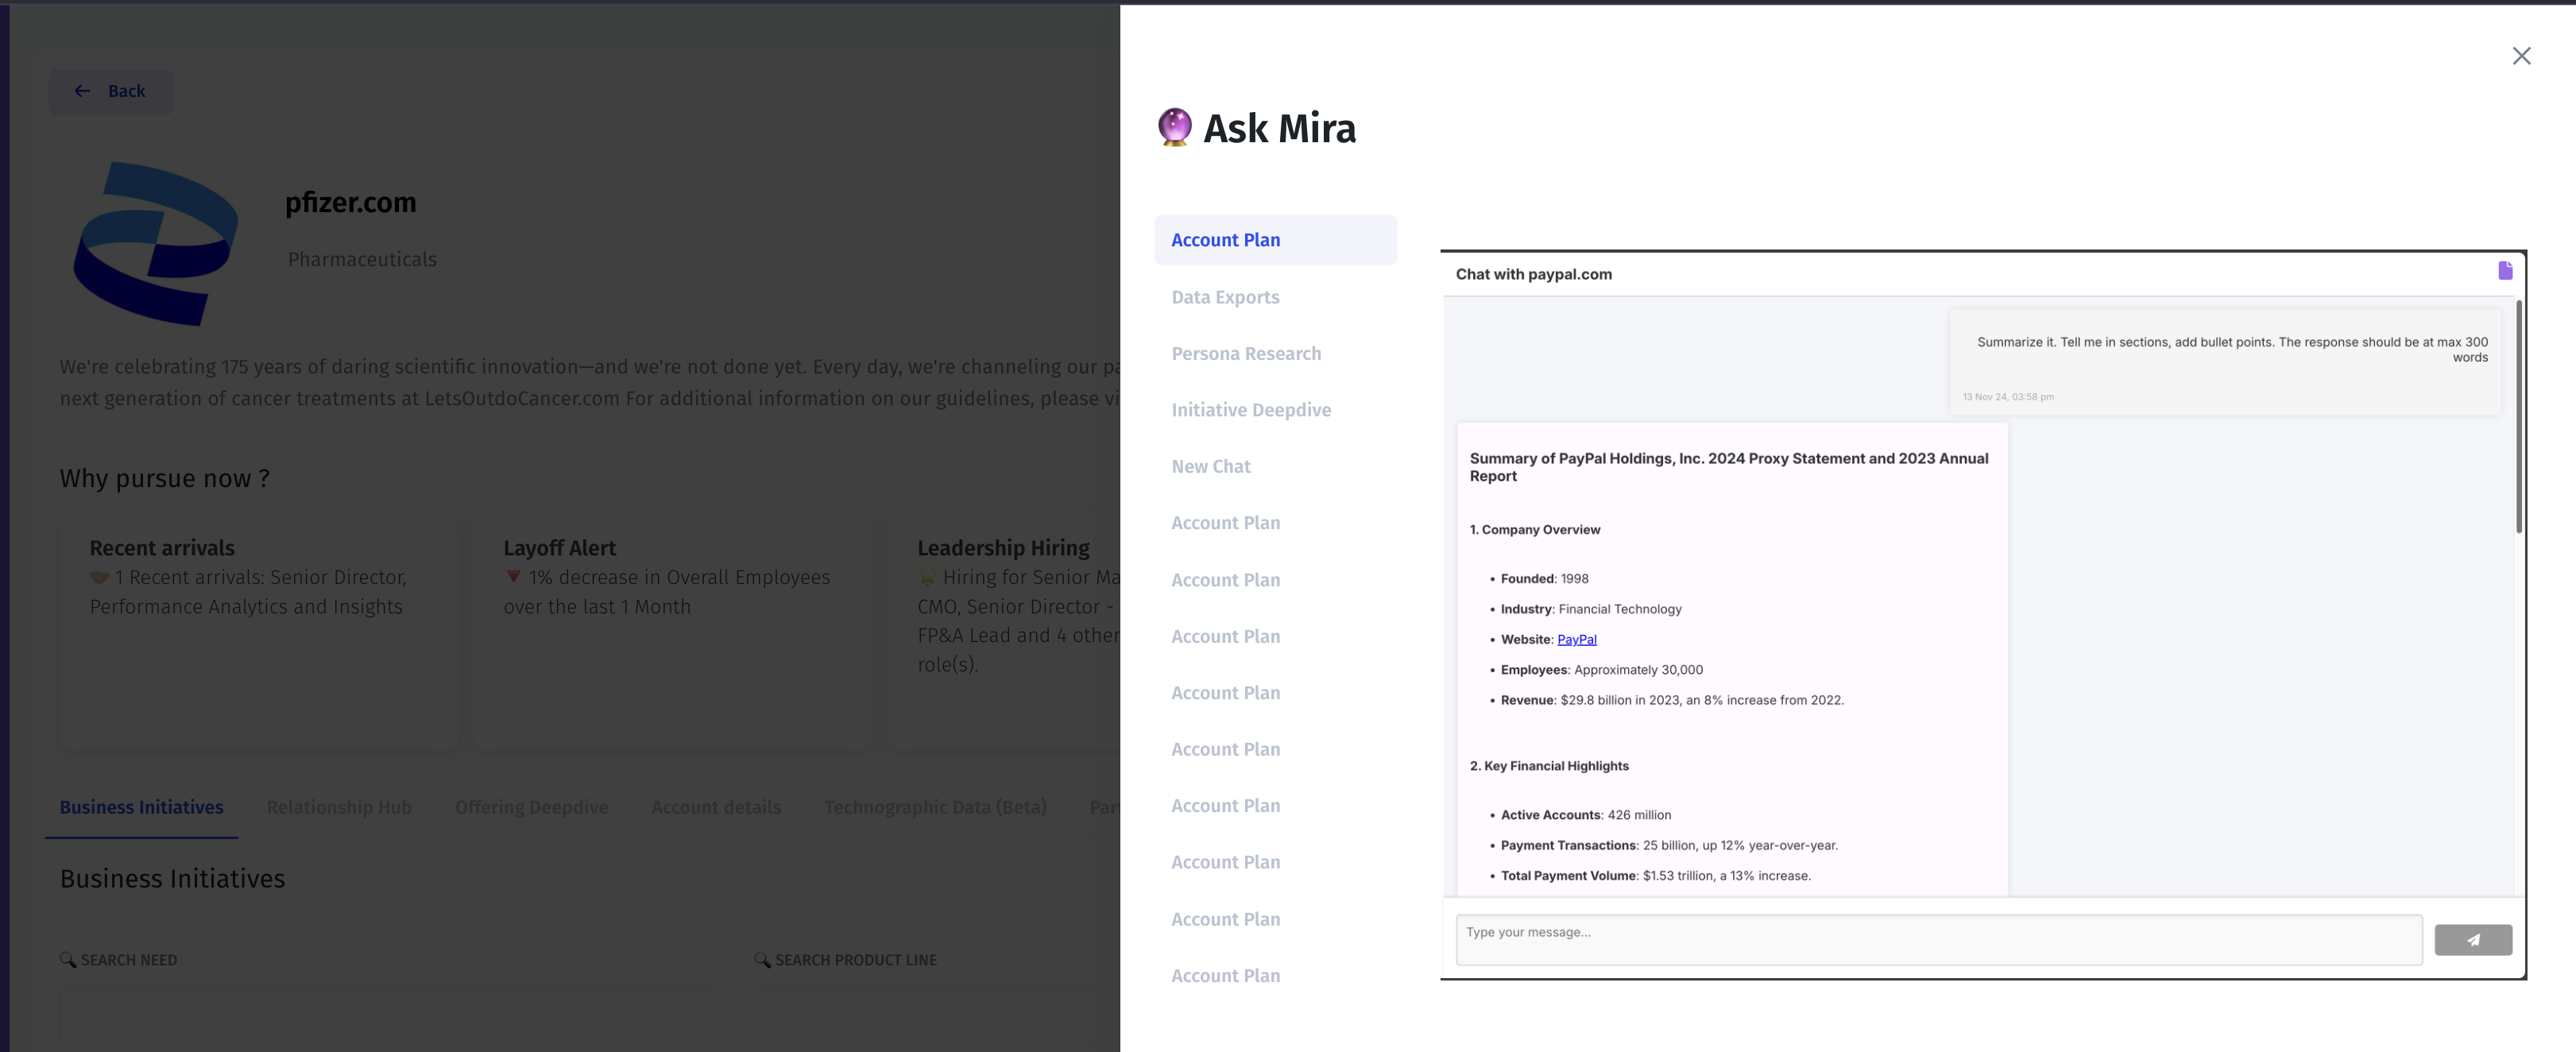 Back
pfizer.com
Pharmaceuticals
We're celebrating 175 years of daring scientific innovation—and we're not done yet. Every day, we're channeling our pa
next generation of cancer treatments at LetsOutdoCancer.com For additional information on our guidelines, please vi
Why pursue now ?
Recent arrivals
1 Recent arrivals: Senior Director,
Performance Analytics and Insights
Layoff Alert
1% decrease in Overall Employees
over the last 1 Month
Leadership Hiring
Hiring for Senior Ma
CMO, Senior Director -
FP&A Lead and 4 other
role(s).
Business Initiatives
Relationship Hub
Offering Deepdive
Account details
Technographic Data (Beta)
Par
Business Initiatives
SEARCH NEED
SEARCH PRODUCT LINE
Ask Mira
Account Plan
Data Exports
Persona Research
Initiative Deepdive
New Chat
Account Plan
Account Plan
Account Plan
Account Plan
Account Plan
Account Plan
Account Plan
Account Plan
Account Plan
Chat with paypal.com
Summarize it. Tell me in sections, add bullet points. The response should be at max 300
words
13 Nov 24, 03:58 pm
Summary of PayPal Holdings, Inc. 2024 Proxy Statement and 2023 Annual
Report
1. Company Overview
• Founded: 1998
• Industry: Financial Technology
• Website: PayPal
• Employees: Approximately 30,000
• Revenue: $29.8 billion in 2023, an 8% increase from 2022.
2. Key Financial Highlights
• Active Accounts: 426 million
• Payment Transactions: 25 billion, up 12% year-over-year.
• Total Payment Volume: $1.53 trillion, a 13% increase.
Type your message...